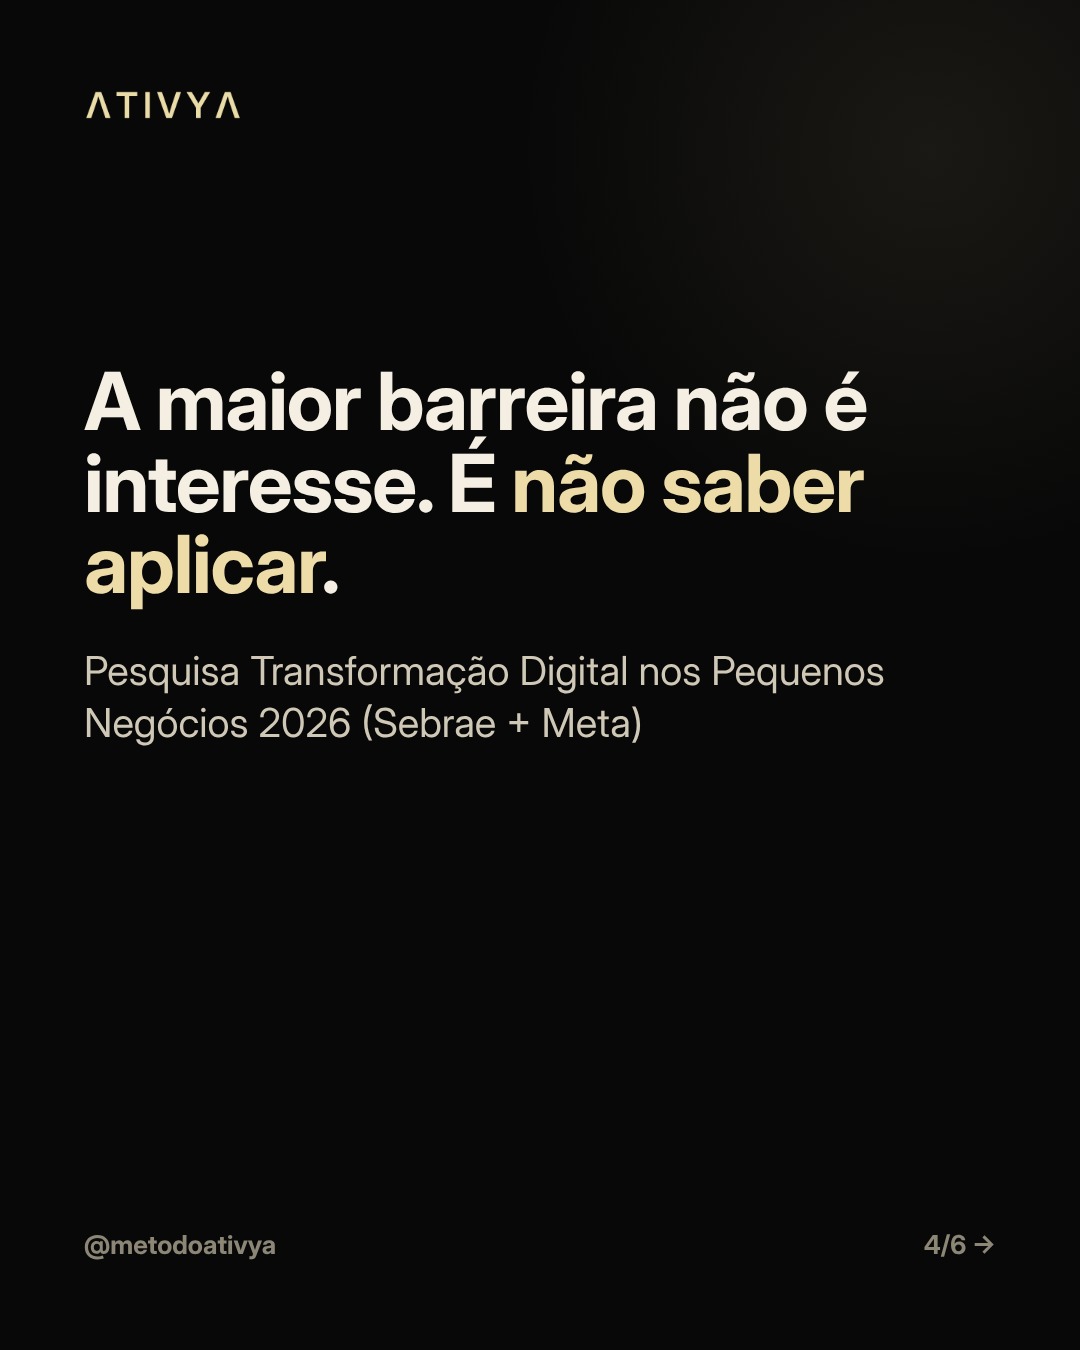 ATIVYA
A maior barreira não é
interesse. É não saber
aplicar.
Pesquisa Transformação Digital nos Pequenos
Negócios 2026 (Sebrae + Meta)
@metodoativya
4/6 →